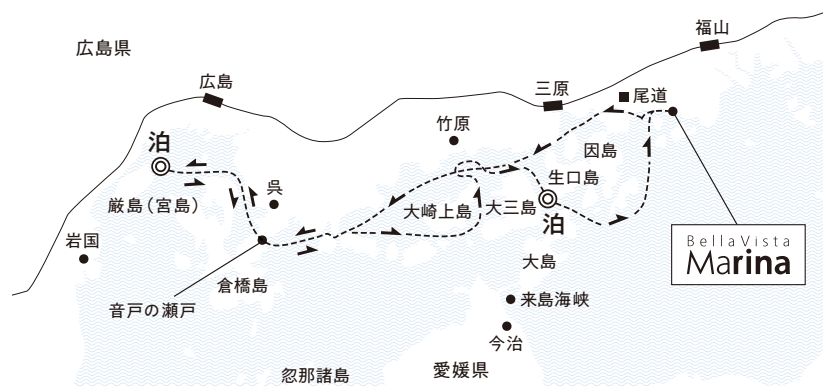 広島県
福山
広島
三原
尾道
竹原
泊
因島
生口島
厳島(宮島)
呉
大崎上島
大三島
泊
岩国
BellaVista
Marina
大島
倉橋島
音戸の瀬戸
来島海峡
今治
忽那諸島
愛媛県